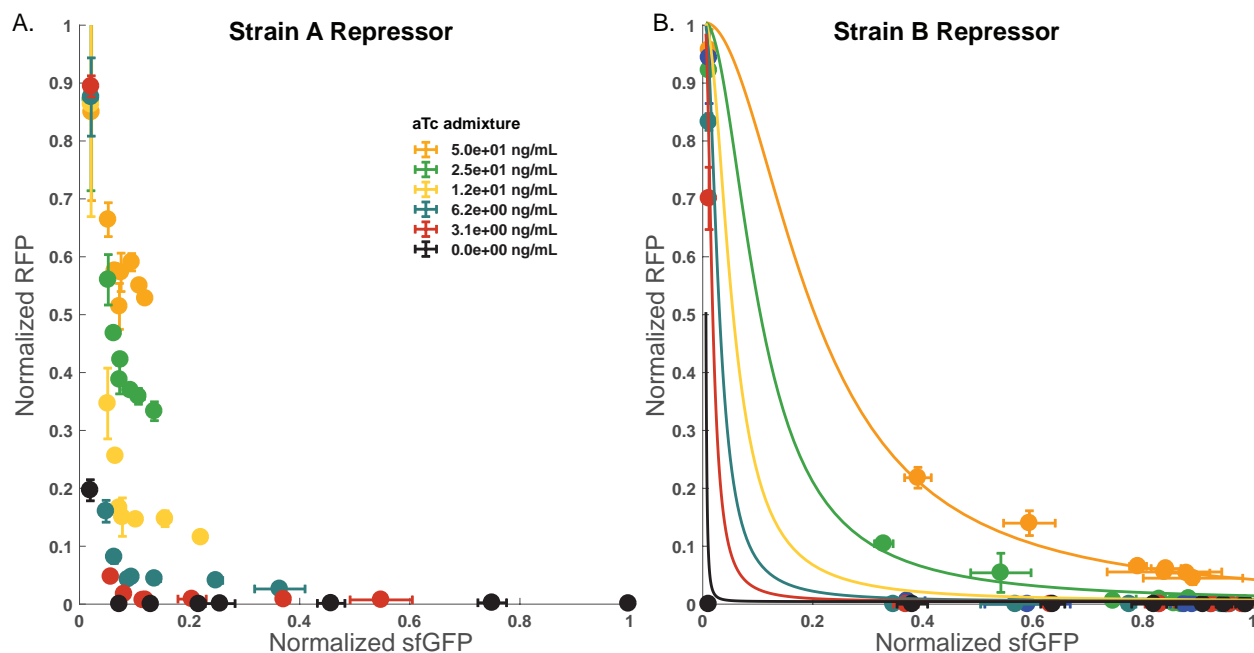 A.
Strain A Repressor
1
0.9
0.8
0.7
0.6
0.5
0.4
0.3
0.2
0.1
0
Normalized RFP
aTc admixture
5.0e+01 ng/mL
2.5e+01 ng/mL
1.2e+01 ng/mL
6.2e+00 ng/mL
3.1e+00 ng/mL
0.0e+00 ng/mL
0 0.2 0.4 0.6 0.8 1
Normalized sfGFP
B.
Strain B Repressor
1
0.9
0.8
0.7
0.6
0.5
0.4
0.3
0.2
0.1
0
Normalized RFP
0 0.2 0.4 0.6 0.8 1
Normalized sfGFP